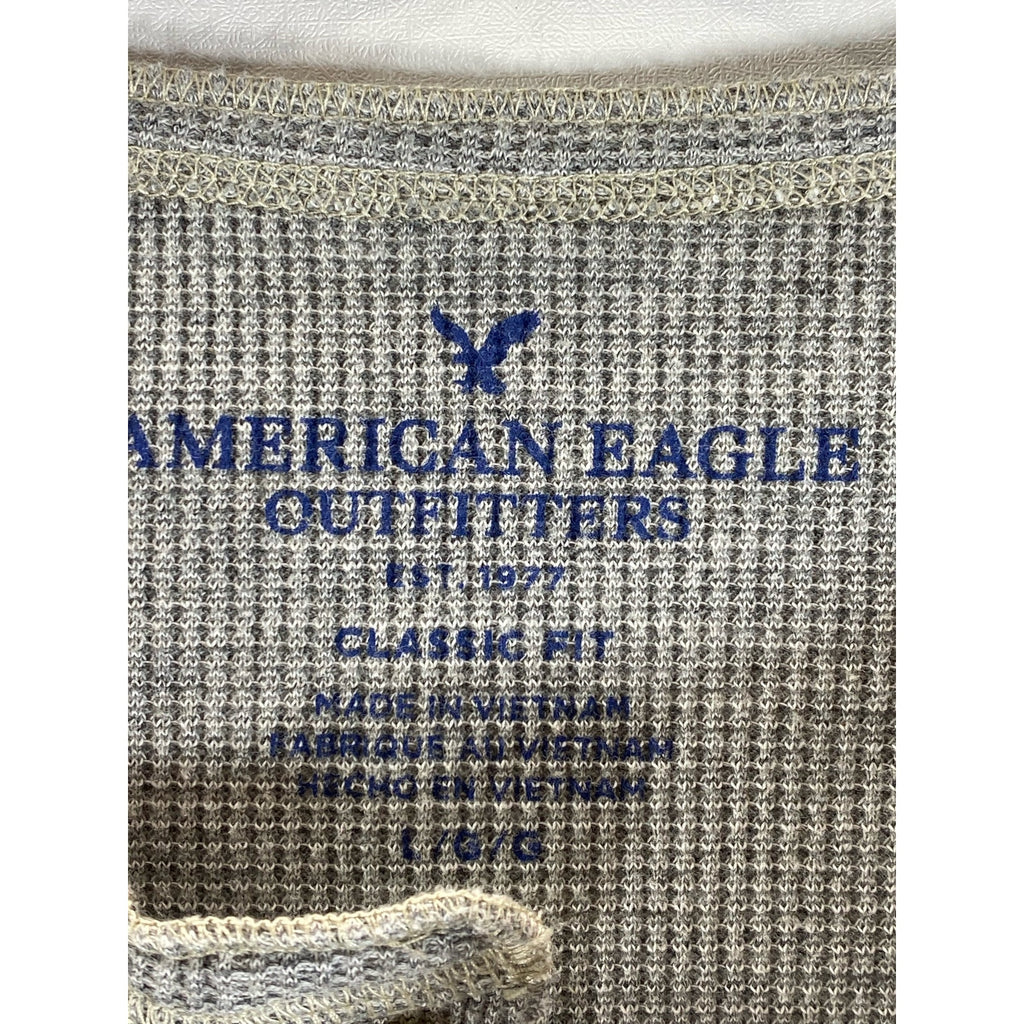 AMERICAN EAGLE
OUTFITTERS
EST. 1977
CLASSIC FIT
MADE IN VIETNAM
FABRIQUE AU VIETNAM
HECHO EN VIETNAM
L/G/G